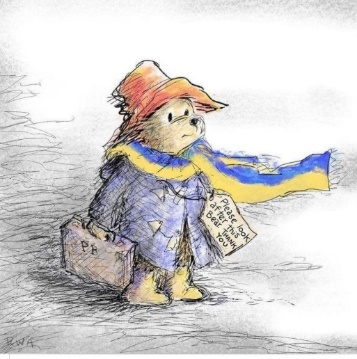 Please look
after this
Bear THANK
YOU
PB
RWA